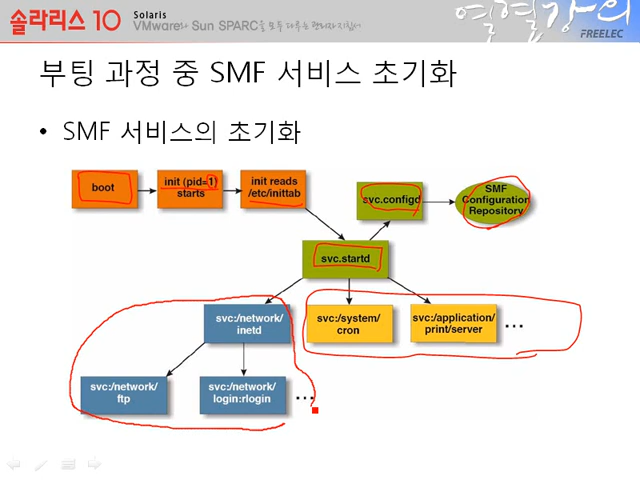 솔라리스 10
Solaris
VMware와 Sun SPARC을 모두 다루는 관리자 지침서
열혈강의
FREELEC
부팅 과정 중 SMF 서비스 초기화
• SMF 서비스의 초기화
boot
init (pid=1)
starts
init reads
/etc/inittab
svc.configd
SMF
Configuration
Repository
svc.startd
svc:/network/
inetd
svc:/system/
cron
svc:/application/
print/server
...
svc:/network/
ftp
svc:/network/
login:rlogin
...